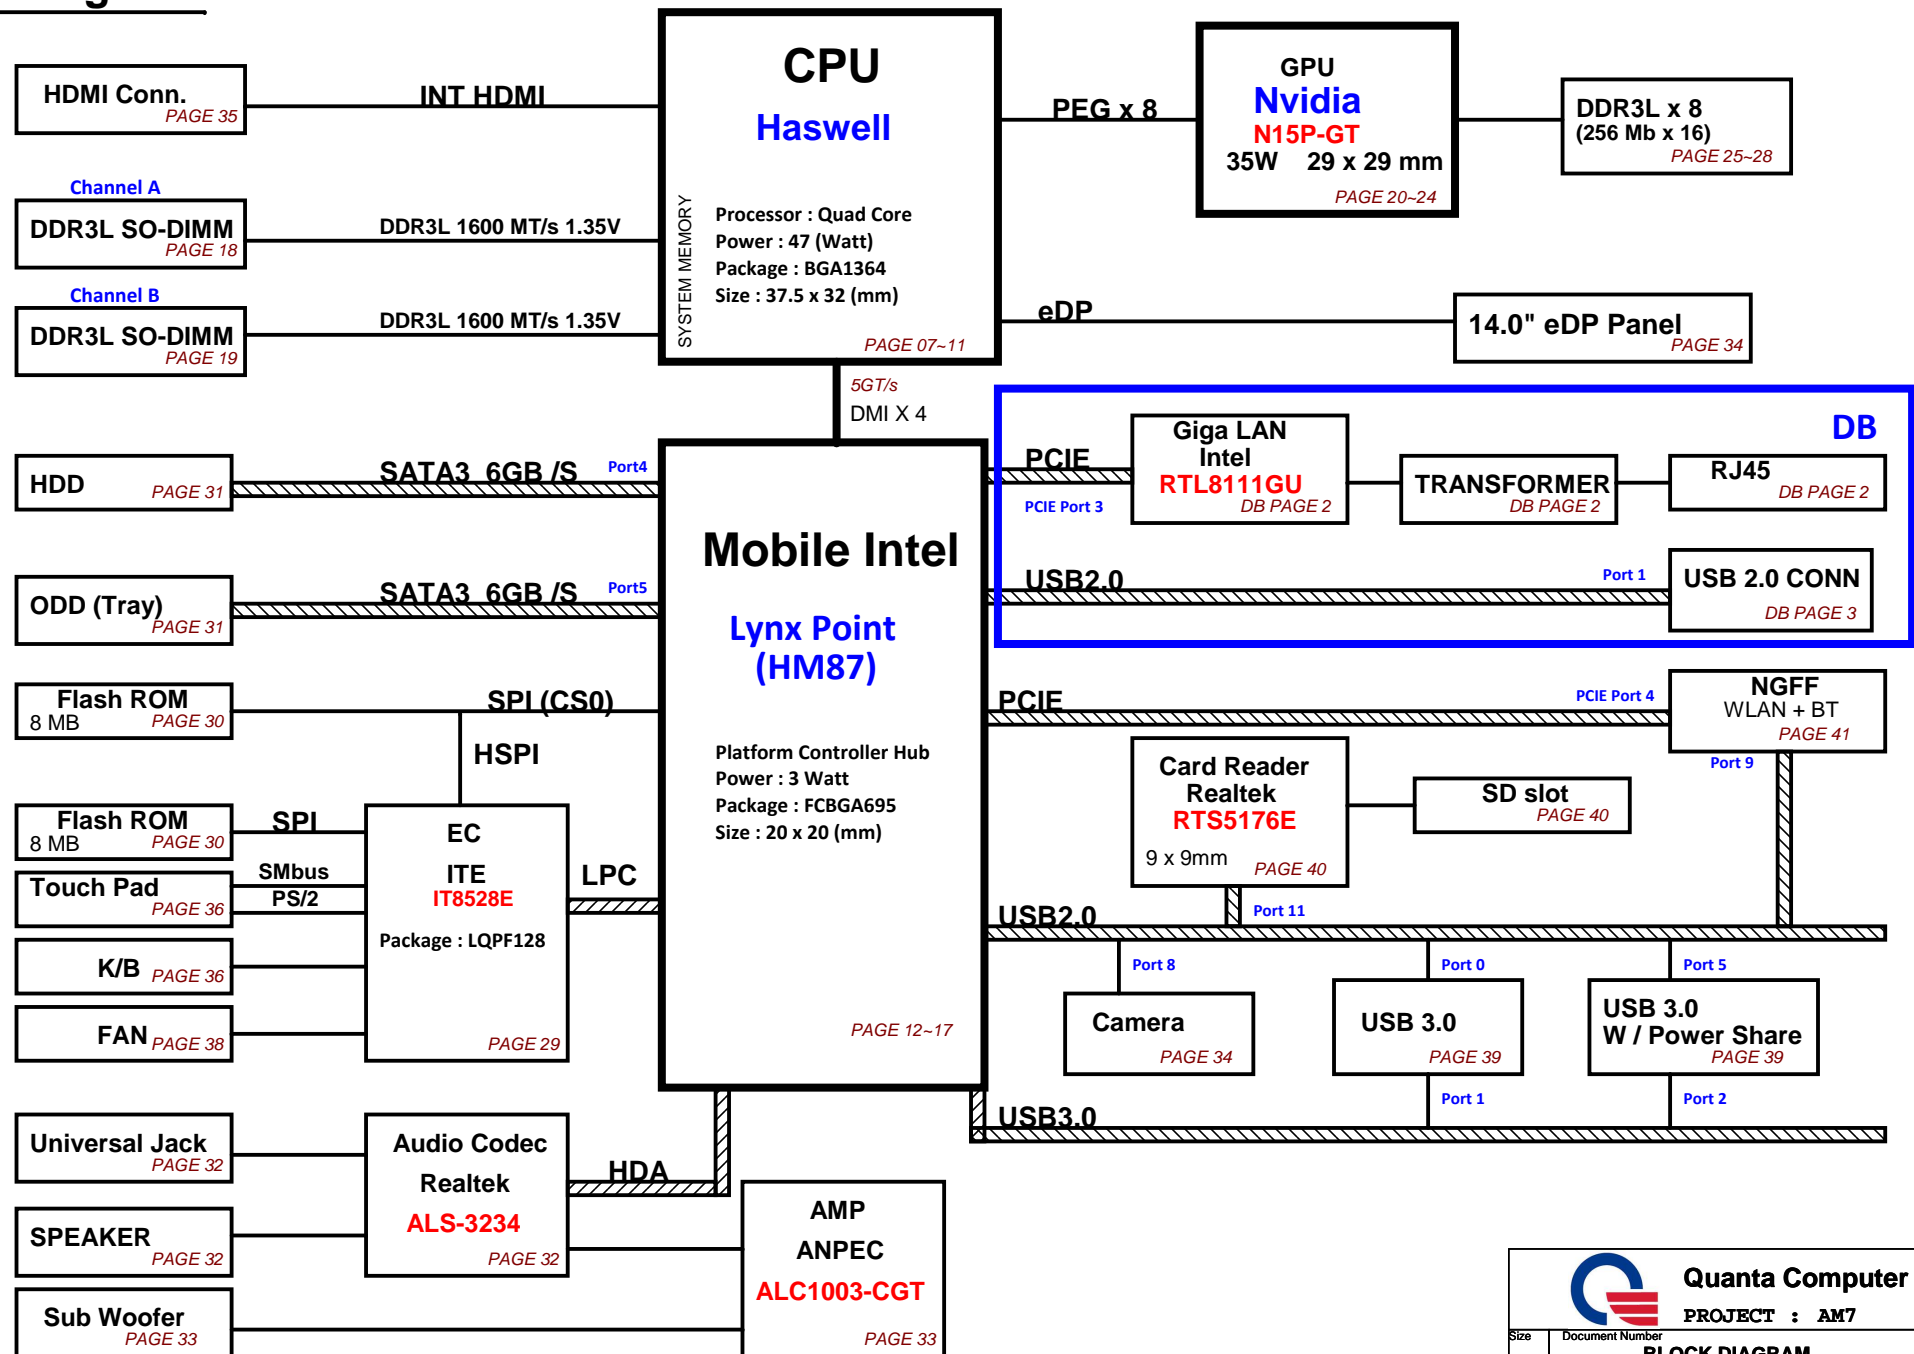 HDMI Conn.
PAGE 35
INT HDMI
Channel A
DDR3L SO-DIMM
PAGE 18
DDR3L 1600 MT/s 1.35V
Channel B
DDR3L SO-DIMM
PAGE 19
DDR3L 1600 MT/s 1.35V
CPU
Haswell
SYSTEM MEMORY
Processor : Quad Core
Power : 47 (Watt)
Package : BGA1364
Size : 37.5 x 32 (mm)
PAGE 07~11
PEG x 8
GPU
Nvidia
N15P-GT
35W 29 x 29 mm
PAGE 20~24
DDR3L x 8
(256 Mb x 16)
PAGE 25~28
eDP
14.0" eDP Panel
PAGE 34
5GT/s
DMI X 4
HDD
PAGE 31
SATA3 6GB /S
Port4
ODD (Tray)
PAGE 31
SATA3 6GB /S
Port5
Flash ROM
8 MB
PAGE 30
SPI (CS0)
HSPI
Flash ROM
8 MB
PAGE 30
SPI
Touch Pad
PAGE 36
SMbus
PS/2
K/B
PAGE 36
FAN
PAGE 38
EC
ITE
IT8528E
Package : LQPF128
PAGE 29
LPC
Mobile Intel
Lynx Point
(HM87)
Platform Controller Hub
Power : 3 Watt
Package : FCBGA695
Size : 20 x 20 (mm)
PAGE 12~17
DB
PCIE
PCIE Port 3
Giga LAN
Intel
RTL8111GU
DB PAGE 2
TRANSFORMER
DB PAGE 2
RJ45
DB PAGE 2
USB2.0
Port 1
USB 2.0 CONN
DB PAGE 3
PCIE
PCIE Port 4
NGFF
WLAN + BT
PAGE 41
Port 9
Card Reader
Realtek
RTS5176E
9 x 9mm
PAGE 40
SD slot
PAGE 40
USB2.0
Port 11
Port 8
Port 0
Port 5
Camera
PAGE 34
USB 3.0
PAGE 39
USB 3.0
W / Power Share
PAGE 39
Port 1
Port 2
USB3.0
Universal Jack
PAGE 32
SPEAKER
PAGE 32
Sub Woofer
PAGE 33
Audio Codec
Realtek
ALS-3234
PAGE 32
HDA
AMP
ANPEC
ALC1003-CGT
PAGE 33
Quanta Computer
PROJECT : AM7
Size
Document Number
BLOCK DIAGRAM